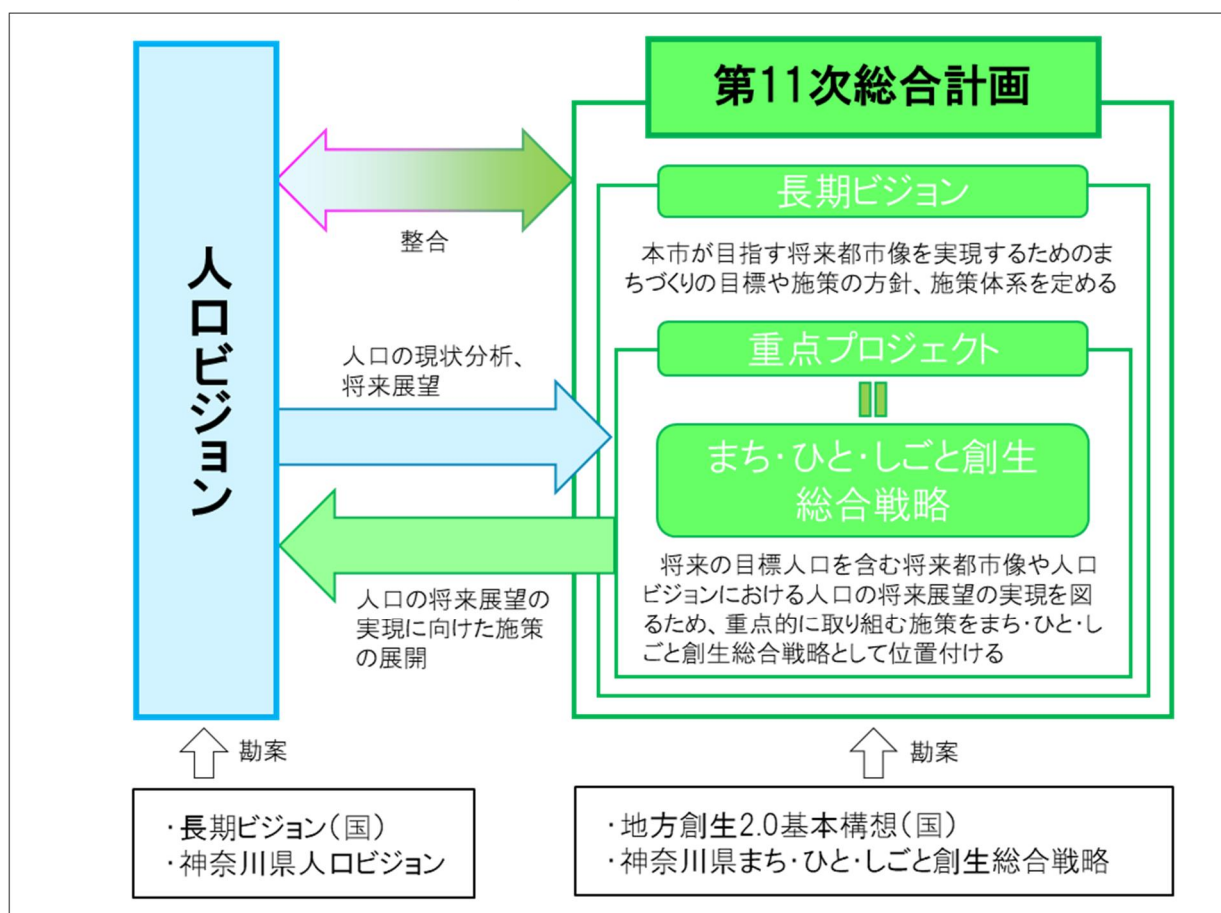 第11次総合計画
人口ビジョン
整合
長期ビジョン
本市が目指す将来都市像を実現するためのま
ちづくりの目標や施策の方針、施策体系を定める
人口の現状分析、
将来展望
重点プロジェクト
まち・ひと・しごと創生
総合戦略
人口の将来展望の
実現に向けた施策
の展開
将来の目標人口を含む将来都市像や人口
ビジョンにおける人口の将来展望の実現を図
るため、重点的に取り組む施策をまち・ひと・し
ごと創生総合戦略として位置付ける
勘案
勘案
・長期ビジョン(国)
・神奈川県人口ビジョン
・地方創生2.0基本構想(国)
・神奈川県まち・ひと・しごと創生総合戦略